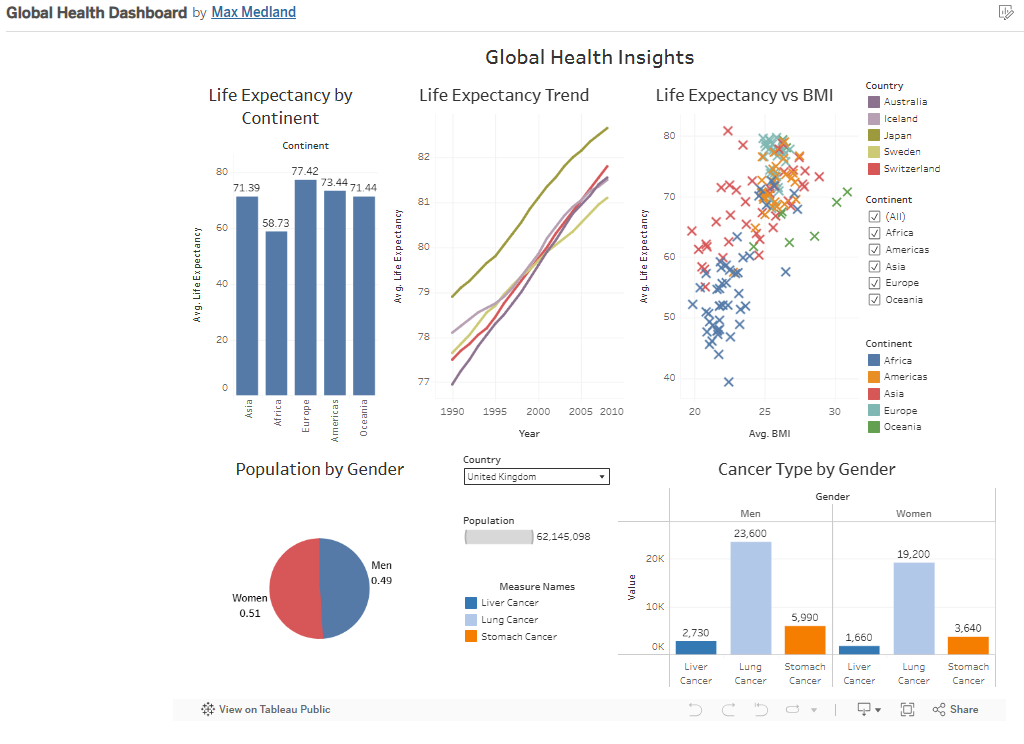 Global Health Dashboard by Max Medland
Global Health Insights
Life Expectancy by
Continent
Continent
80
60
40
20
0
Avg. Life Expectancy
71.39
58.73
77.42
73.44
71.44
Asia
Africa
Europe
Americas
Oceania
Life Expectancy Trend
82
81
80
79
78
77
Avg. Life Expectancy
1990
1995
2000
2005
2010
Year
Life Expectancy vs BMI
80
70
60
50
40
Avg. Life Expectancy
20
25
30
Avg. BMI
Country
Australia
Iceland
Japan
Sweden
Switzerland
Continent
(All)
Africa
Americas
Asia
Europe
Oceania
Continent
Africa
Americas
Asia
Europe
Oceania
Population by Gender
Men
0.49
Women
0.51
Country
United Kingdom
Population
62,145,098
Measure Names
Liver Cancer
Lung Cancer
Stomach Cancer
Cancer Type by Gender
Gender
Men
Women
20K
10K
0K
Value
2,730
23,600
5,990
1,660
19,200
3,640
Liver
Cancer
Lung
Cancer
Stomach
Cancer
Liver
Cancer
Lung
Cancer
Stomach
Cancer
View on Tableau Public
Share